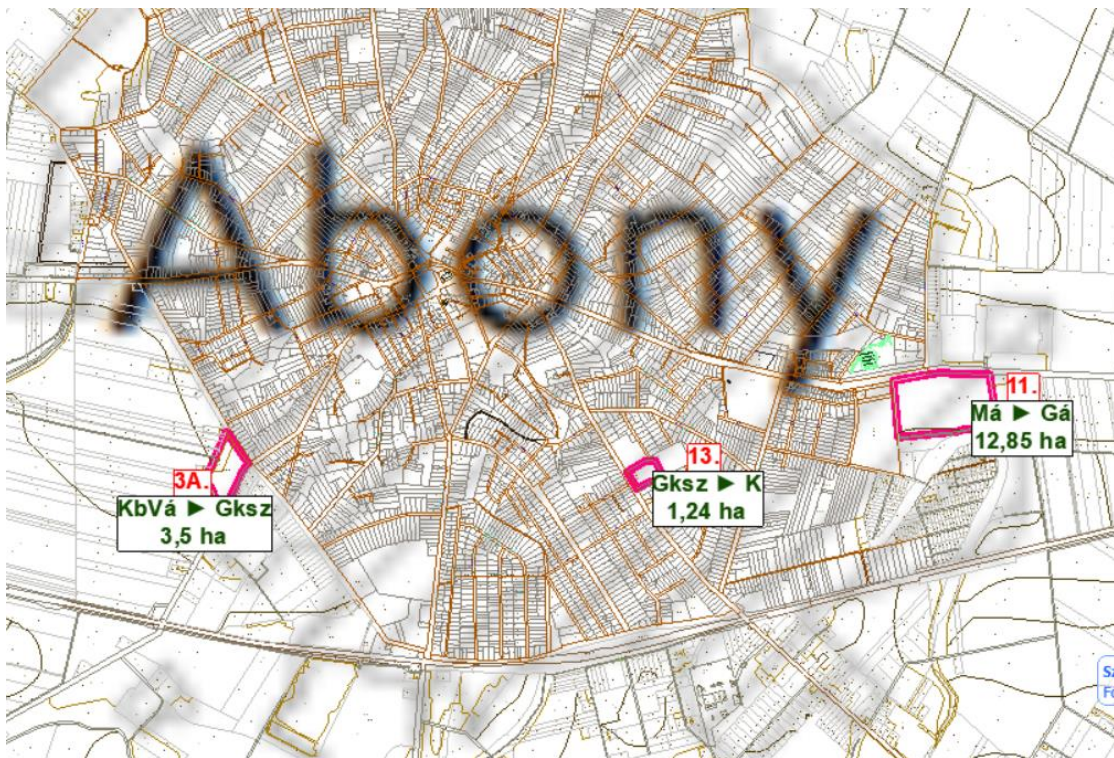 Abony
11.
Má ► Gá
12,85 ha
13.
Gksz ► K
1,24 ha
3A.
KbVá ► Gksz
3,5 ha